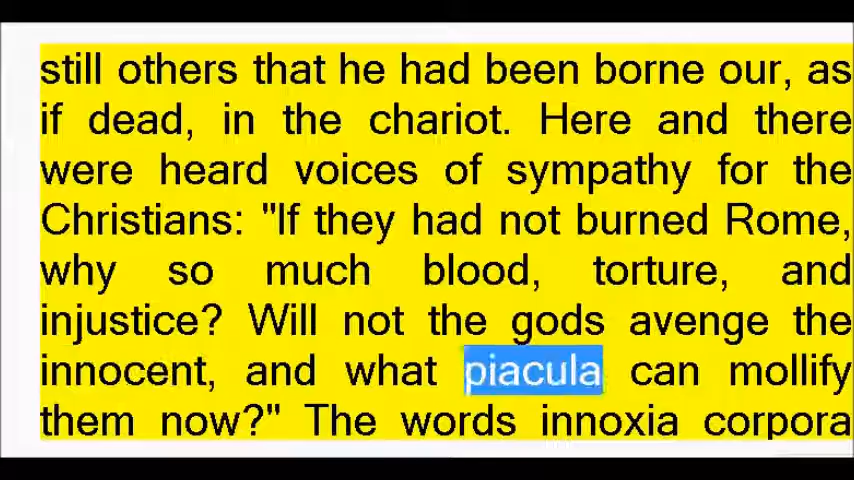 still others that he had been borne our, as
if dead, in the chariot. Here and there
were heard voices of sympathy for the
Christians: "If they had not burned Rome,
why so much blood, torture, and
injustice? Will not the gods avenge the
innocent, and what piacula can mollify
them now?" The words innoxia corpora